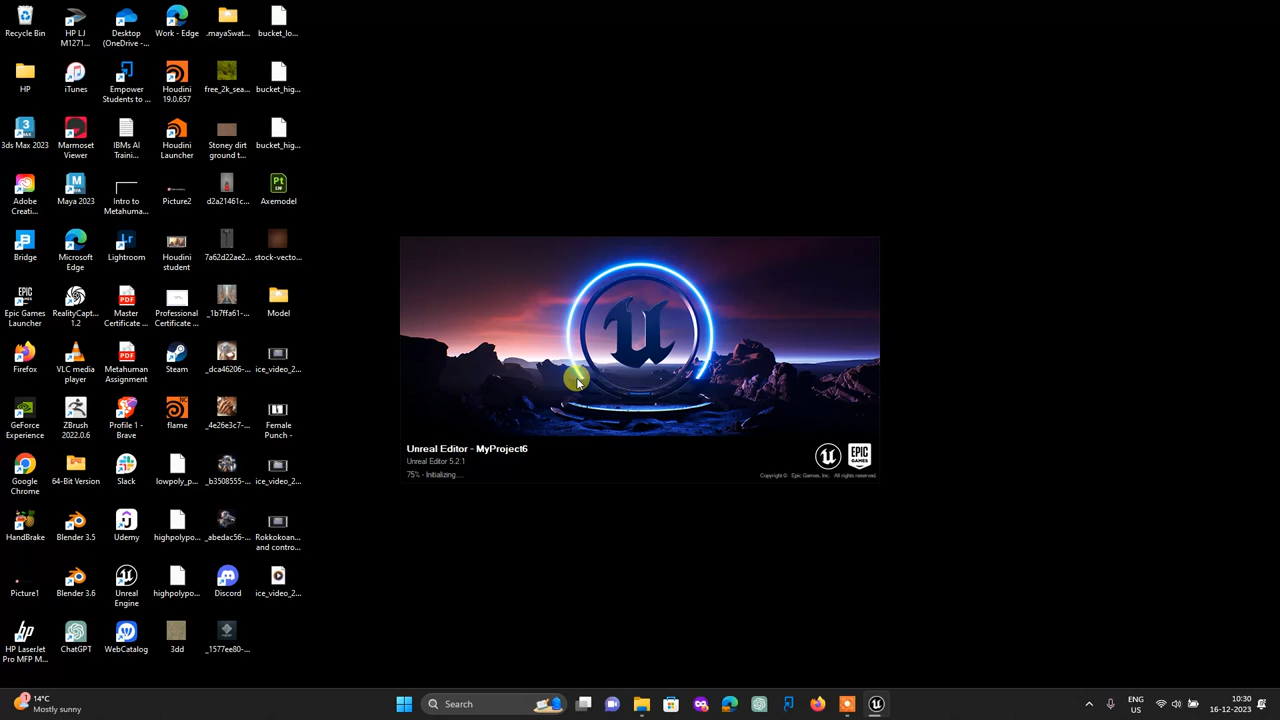 Recycle Bin
HP LJ
M1271...
Desktop
(OneDrive -...
Work - Edge
.mayaSwat...
bucket_lo...
HP
iTunes
Empower
Students to ...
Houdini
19.0.657
free_2k_sea...
bucket_hig...
3ds Max 2023
Marmoset
Viewer
IBMs AI
Traini...
Houdini
Launcher
Stoney dirt
ground t...
bucket_hig...
Adobe
Creati...
Maya 2023
Intro to
Metahuma...
Picture2
d2a21461c...
Axemodel
Bridge
Microsoft
Edge
Lightroom
Houdini
student
7a62d22ae2...
stock-vecto...
Epic Games
Launcher
RealityCapt...
1.2
Master
Certificate ...
Professional
Certificate ...
_1b7ffa61-...
Model
Firefox
VLC media
player
Metahuman
Assignment
Steam
_dca46206-...
ice_video_2...
GeForce
Experience
ZBrush
2022.0.6
Profile 1 -
Brave
flame
_4e26e3c7-...
Female
Punch -
Google
Chrome
64-Bit Version
Slack
lowpoly_p...
_b3508555-...
ice_video_2...
HandBrake
Blender 3.5
Udemy
highpolypo...
_abedac56-...
Rokkokoan...
and contro...
Picture1
Blender 3.6
Unreal
Engine
highpolypo...
Discord
ice_video_2...
HP LaserJet
Pro MFP M...
ChatGPT
WebCatalog
3dd
_1577ee80-...
Unreal Editor - MyProject6
Unreal Editor 5.2.1
75% - Initializing....
EPIC
GAMES
Copyright © Epic Games, Inc. All rights reserved.
14°C
Mostly sunny
Search
ENG
US
10:30
16-12-2023